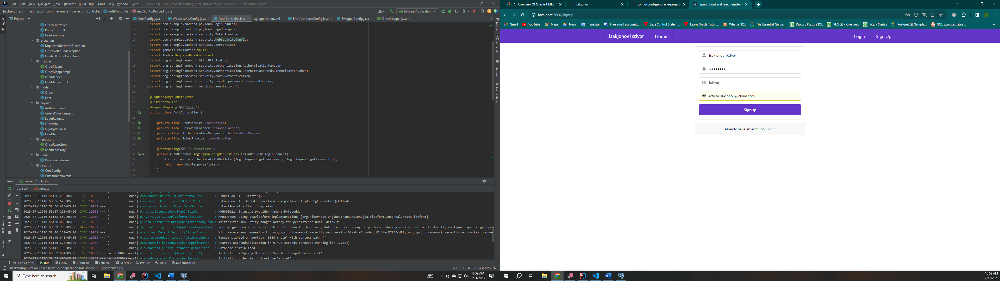 File Edit View Navigate Code Refactor Build Run Tools VCS Window Help backend [E:\Real_proyectlar\spring_boot_and_react_app\backend] - AuthController.java
backend src main java com example backend controller AuthController mapSignUpRequestToUser
BackendApplication
Project
CorsConfig.java WebSecurityConfig.java AuthController.java application.yml ErrorAttributesConfig.java SwaggerConfig.java OrderMapper.java
OrderController
PublicController
UserController
exception
DuplicatedUserInfoException
OrderNotFoundException
UserNotFoundException
mapper
OrderMapper
OrderMapperImpl
UserMapper
UserMapperImpl
model
Order
User
payload
AuthResponse
CreateOrderRequest
LoginRequest
OrderDto
SignUpRequest
UserDto
repository
OrderRepository
UserRepository
runner
DatabaseInitializer
security
CorsConfig
CustomUserDetails
7 import com.example.backend.payload.LoginRequest;
8 import com.example.backend.payload.SignUpRequest;
9 import com.example.backend.security.TokenProvider;
10 import com.example.backend.security.WebSecurityConfig;
11 import com.example.backend.service.UserService;
12 import jakarta.validation.Valid;
13 import lombok.RequiredArgsConstructor;
14 import org.springframework.http.HttpStatus;
15 import org.springframework.security.authentication.AuthenticationManager;
16 import org.springframework.security.authentication.UsernamePasswordAuthenticationToken;
17 import org.springframework.security.core.Authentication;
18 import org.springframework.security.crypto.password.PasswordEncoder;
19 import org.springframework.web.bind.annotation.*;
20
21 @RequiredArgsConstructor
22 @RestController
23 @RequestMapping("/auth")
24 public class AuthController {
25
26 private final UserService userService;
27 private final PasswordEncoder passwordEncoder;
28 private final AuthenticationManager authenticationManager;
29 private final TokenProvider tokenProvider;
30
31 @PostMapping("/authenticate")
32 public AuthResponse login(@Valid @RequestBody LoginRequest loginRequest) {
33 String token = authenticateAndGetToken(loginRequest.getUsername(), loginRequest.getPassword());
34 return new AuthResponse(token);
35 }
36
Maven
Endpoints
Database
Notifications
Bookmarks
Structure
Run: BackendApplication
Console Actuator
2023-07-11T10:58:36.298+05:00 INFO 10052 --- [ main] com.zaxxer.hikari.HikariDataSource : HikariPool-1 - Starting...
2023-07-11T10:58:36.623+05:00 INFO 10052 --- [ main] com.zaxxer.hikari.pool.HikariPool : HikariPool-1 - Added connection org.postgresql.jdbc.PgConnection@37ffe4f3
2023-07-11T10:58:36.625+05:00 INFO 10052 --- [ main] com.zaxxer.hikari.HikariDataSource : HikariPool-1 - Start completed.
2023-07-11T10:58:37.211+05:00 INFO 10052 --- [ main] o.h.b.i.BytecodeProviderInitiator : HHH000021: Bytecode provider name : bytebuddy
2023-07-11T10:58:38.559+05:00 INFO 10052 --- [ main] o.h.e.t.j.p.i.JtaPlatformInitiator : HHH000490: Using JtaPlatform implementation: [org.hibernate.engine.transaction.jta.platform.internal.NoJtaPlatform]
2023-07-11T10:58:38.885+05:00 INFO 10052 --- [ main] j.LocalContainerEntityManagerFactoryBean : Initialized JPA EntityManagerFactory for persistence unit 'default'
2023-07-11T10:58:39.755+05:00 WARN 10052 --- [ main] JpaBaseConfiguration$JpaWebConfiguration : spring.jpa.open-in-view is enabled by default. Therefore, database queries may be performed during view rendering. Explicitly configure spring.jpa.open
2023-07-11T10:58:40.121+05:00 INFO 10052 --- [ main] o.s.s.web.DefaultSecurityFilterChain : Will secure any request with [org.springframework.security.web.session.DisableEncodeUrlFilter@7f36cd8f, org.springframework.security.web.context.request
2023-07-11T10:58:40.645+05:00 INFO 10052 --- [ main] o.s.b.w.embedded.tomcat.TomcatWebServer : Tomcat started on port(s): 8080 (http) with context path ''
2023-07-11T10:58:40.673+05:00 INFO 10052 --- [ main] com.example.backend.BackendApplication : Started BackendApplication in 9.426 seconds (process running for 11.324)
2023-07-11T10:58:41.190+05:00 INFO 10052 --- [ main] c.e.backend.runner.DatabaseInitializer : Database initialized
2023-07-11T10:58:52.601+05:00 INFO 10052 --- [nio-8080-exec-1] o.a.c.c.C.[Tomcat].[localhost].[/] : Initializing Spring DispatcherServlet 'dispatcherServlet'
2023-07-11T10:58:52.603+05:00 INFO 10052 --- [nio-8080-exec-1] o.s.web.servlet.DispatcherServlet : Initializing Servlet 'dispatcherServlet'
Version Control Run TODO Problems Terminal Services Profiler Build Dependencies
BackendApplication: Failed to retrieve application JMX service URL (moments ago) 42:1 LF UTF-8 4 spaces
Type here to search
10:59 AM
7/11/2023
An Overview Of Oracle TIMEST Isakjonov spring-boot-jpa-oracle-project Spring boot and react register
localhost:3000/signup
Gmail YouTube Maps News Translate Free email accounts... Java Control Statem... Learn Oracle Tutori... What is SQL The Essential Guide... Discuss PostgreSQL PL/SQL - Overview SQL - Syntax PostgreSQL Sample... SQL Exercises site's... »
Isakjonov Ixtiyor Home Login Sign Up
Isakjonov_Ixtiyor
••••••••
Ixtiyor
@ ixtiyorisakjonov@icloud.com
Signup
Already have an account? Login
10:59 AM
7/11/2023